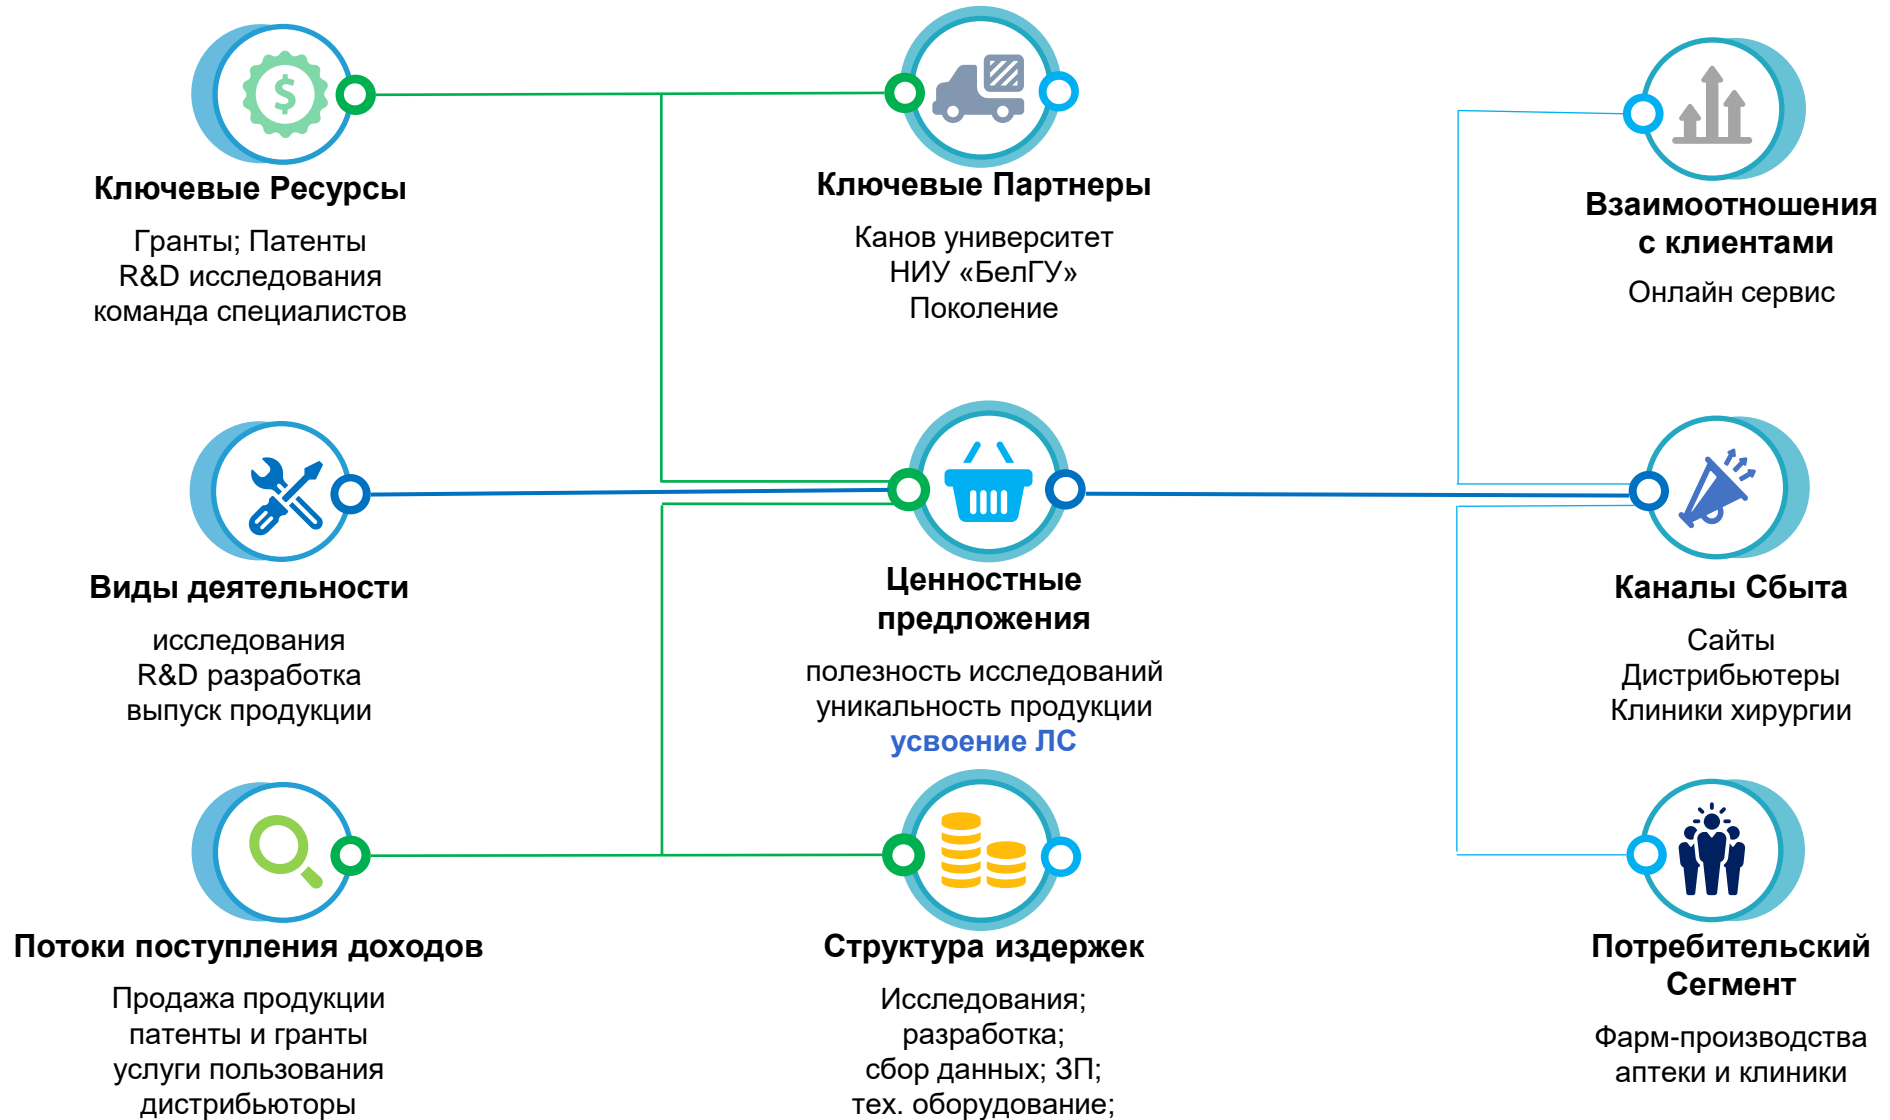 $
Ключевые Ресурсы
Гранты; Патенты
R&D исследования
команда специалистов
Ключевые Партнеры
Канов университет
НИУ «БелГУ»
Поколение
Взаимоотношения
с клиентами
Онлайн сервис
Виды деятельности
исследования
R&D разработка
выпуск продукции
Ценностные
предложения
полезность исследований
уникальность продукции
усвоение ЛС
Каналы Сбыта
Сайты
Дистрибьютеры
Клиники хирургии
Потоки поступления доходов
Продажа продукции
патенты и гранты
услуги пользования
дистрибьюторы
Структура издержек
Исследования;
разработка;
сбор данных; ЗП;
тех. оборудование;
Потребительский
Сегмент
Фарм-производства
аптеки и клиники